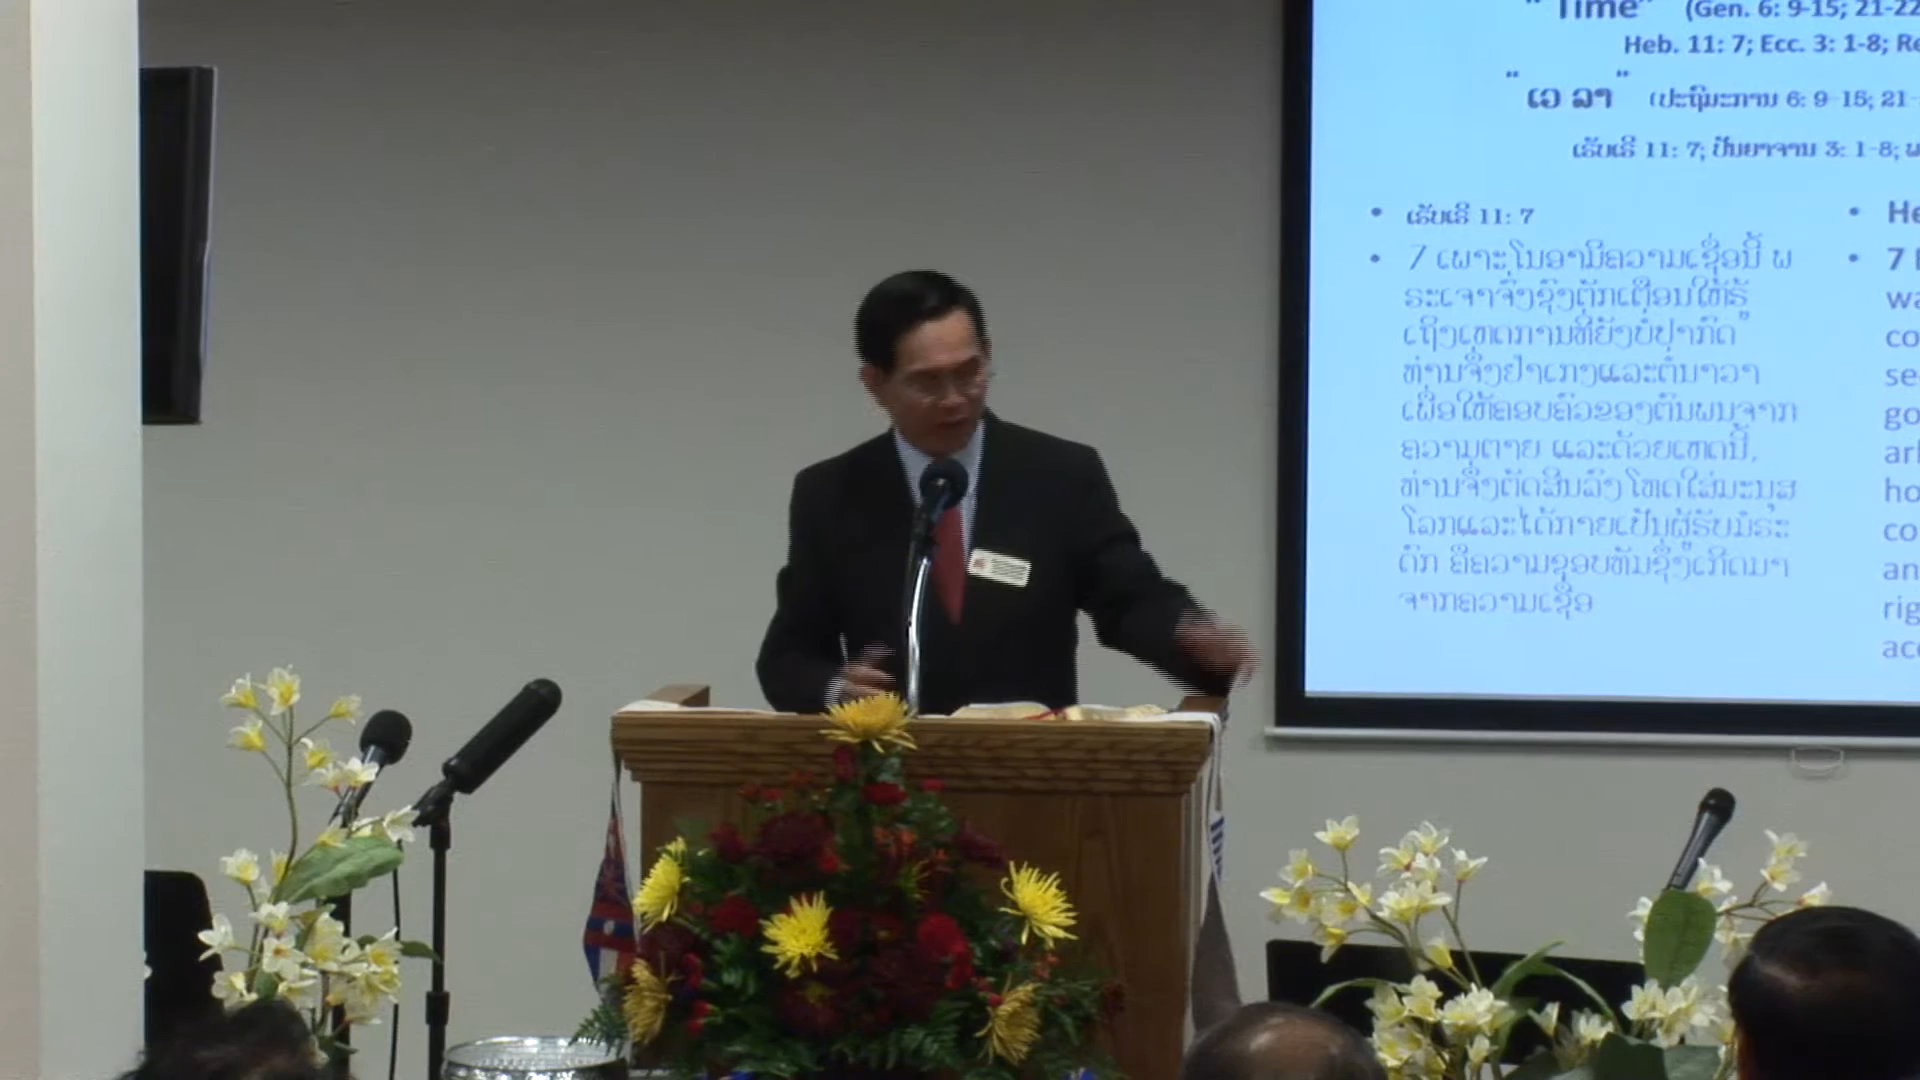 " Time" (Gen. 6: 9-15; 21-22
Heb. 11: 7; Ecc. 3: 1-8; Re
"ເວ ລາ" (ປະຖົມະການ 6: 9-15; 21-
ເຮັບເຣີ 11: 7; ປັນຍາຈານ 3: 1-8; ພ
• ເຮັບເຣີ 11: 7
• 7 ເພາະໂນອາມີຄວາມເຊື່ອນີ້ ພ
ຣະເຈາຈຶ່ງຊົງຕັກເຕືອນໃຫ້ຮູ້
ເຖິງເຫດການທີ່ຍັງບໍ່ປາກົດ
ທ່ານຈຶ່ງຢຳເກງແລະຕໍ່ນາວາ
ເພື່ອໃຫ້ຄອບຄົວຂອງຕົນພົນຈາກ
ຄວາມຕາຍ ແລະດ້ວຍເຫດນີ້,
ທ່ານຈຶ່ງຕັດສິນລົງໂທດໃສ່ມະນຸສ
ໂລກແລະໄດ້ກາຍເປັນຜູ້ຮັບມໍຣະ
ດົກ ຄືຄວາມຊອບທັມຊຶ່ງເກີດມາ
ຈາກຄວາມເຊື່ອ
• He
• 7
wa
co
se
go
ar
ho
co
an
rig
acc